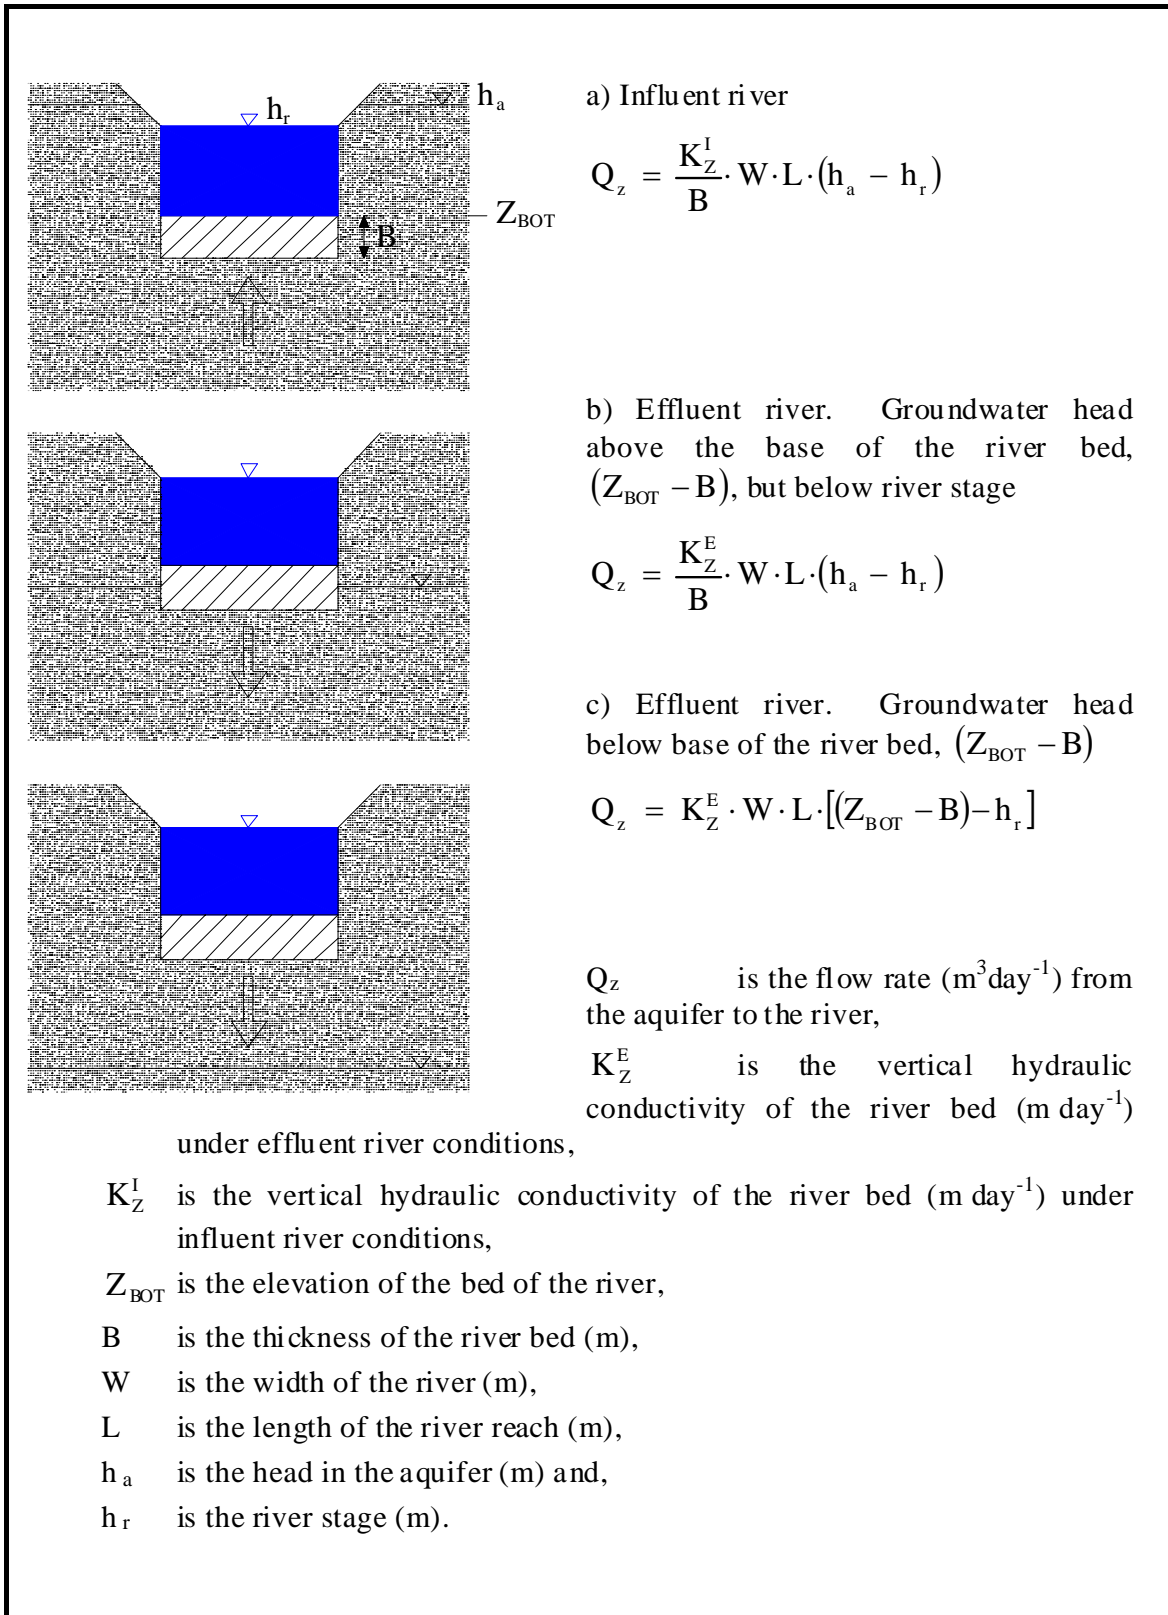 h_r
h_a
Z_BOT
B
a) Influent river
Q_z = K_Z^I / B · W · L · (h_a − h_r)
b) Effluent river. Groundwater head
above the base of the river bed,
(Z_BOT − B), but below river stage
Q_z = K_Z^E / B · W · L · (h_a − h_r)
c) Effluent river. Groundwater head
below base of the river bed, (Z_BOT − B)
Q_z = K_Z^E · W · L · [(Z_BOT − B) − h_r]
Q_z is the flow rate (m³day⁻¹) from
the aquifer to the river,
K_Z^E is the vertical hydraulic
conductivity of the river bed (m day⁻¹)
under effluent river conditions,
K_Z^I is the vertical hydraulic conductivity of the river bed (m day⁻¹) under
influent river conditions,
Z_BOT is the elevation of the bed of the river,
B is the thickness of the river bed (m),
W is the width of the river (m),
L is the length of the river reach (m),
h_a is the head in the aquifer (m) and,
h_r is the river stage (m).